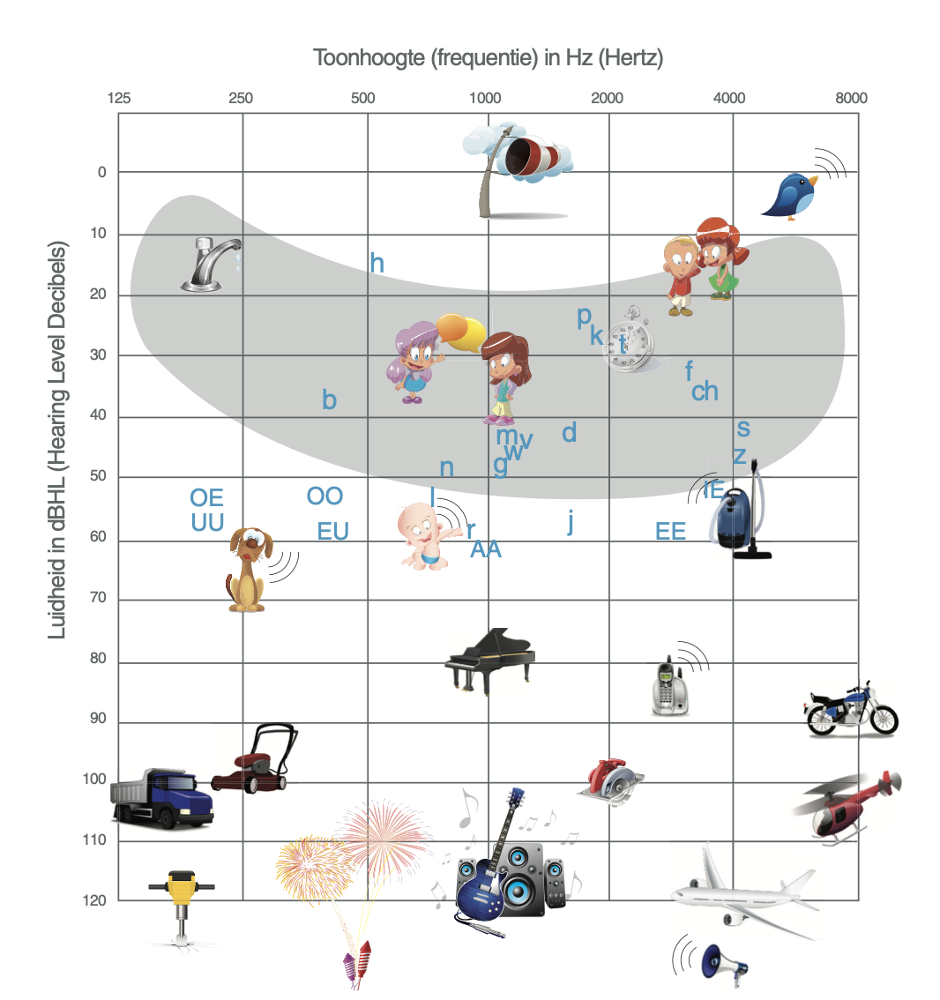 Toonhoogte (frequentie) in Hz (Hertz)
125 250 500 1000 2000 4000 8000
Luidheid in dBHL (Hearing Level Decibels)
0
10
h
20
p
k t
30
f
ch
b
40
s
m v d
w
z
g
n
50
IE
OE OO l
UU j
EU r EE
60
AA
70
80
90
100
110
120